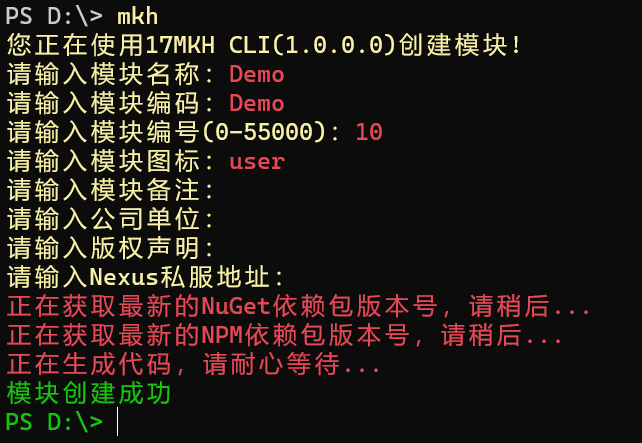 PS D:\> mkh
您正在使用17MKH CLI(1.0.0.0)创建模块!
请输入模块名称: Demo
请输入模块编码: Demo
请输入模块编号(0-55000): 10
请输入模块图标: user
请输入模块备注:
请输入公司单位:
请输入版权声明:
请输入Nexus私服地址:
正在获取最新的NuGet依赖包版本号，请稍后...
正在获取最新的NPM依赖包版本号，请稍后...
正在生成代码，请耐心等待...
模块创建成功
PS D:\>